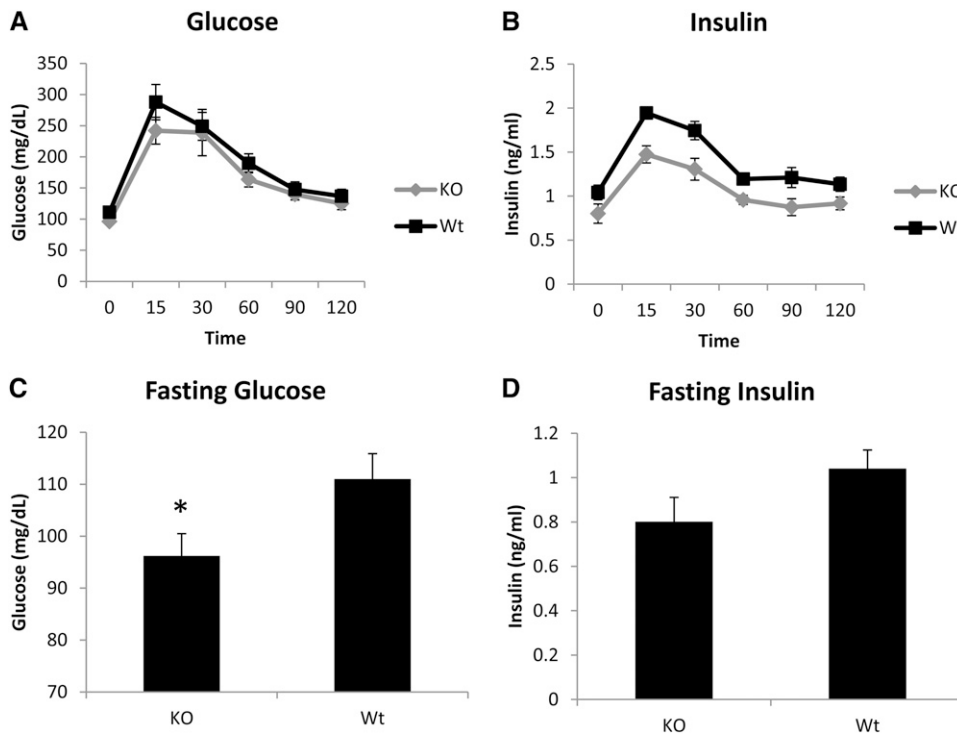 A
Glucose
Glucose (mg/dL)
350
300
250
200
150
100
50
0
0 15 30 60 90 120
Time
KO
Wt
B
Insulin
Insulin (ng/ml)
2.5
2
1.5
1
0.5
0
0 15 30 60 90 120
Time
KO
W
C
Fasting Glucose
Glucose (mg/dL)
120
110
100
90
80
70
*
KO Wt
D
Fasting Insulin
Insulin (ng/ml)
1.2
1
0.8
0.6
0.4
0.2
0
KO Wt